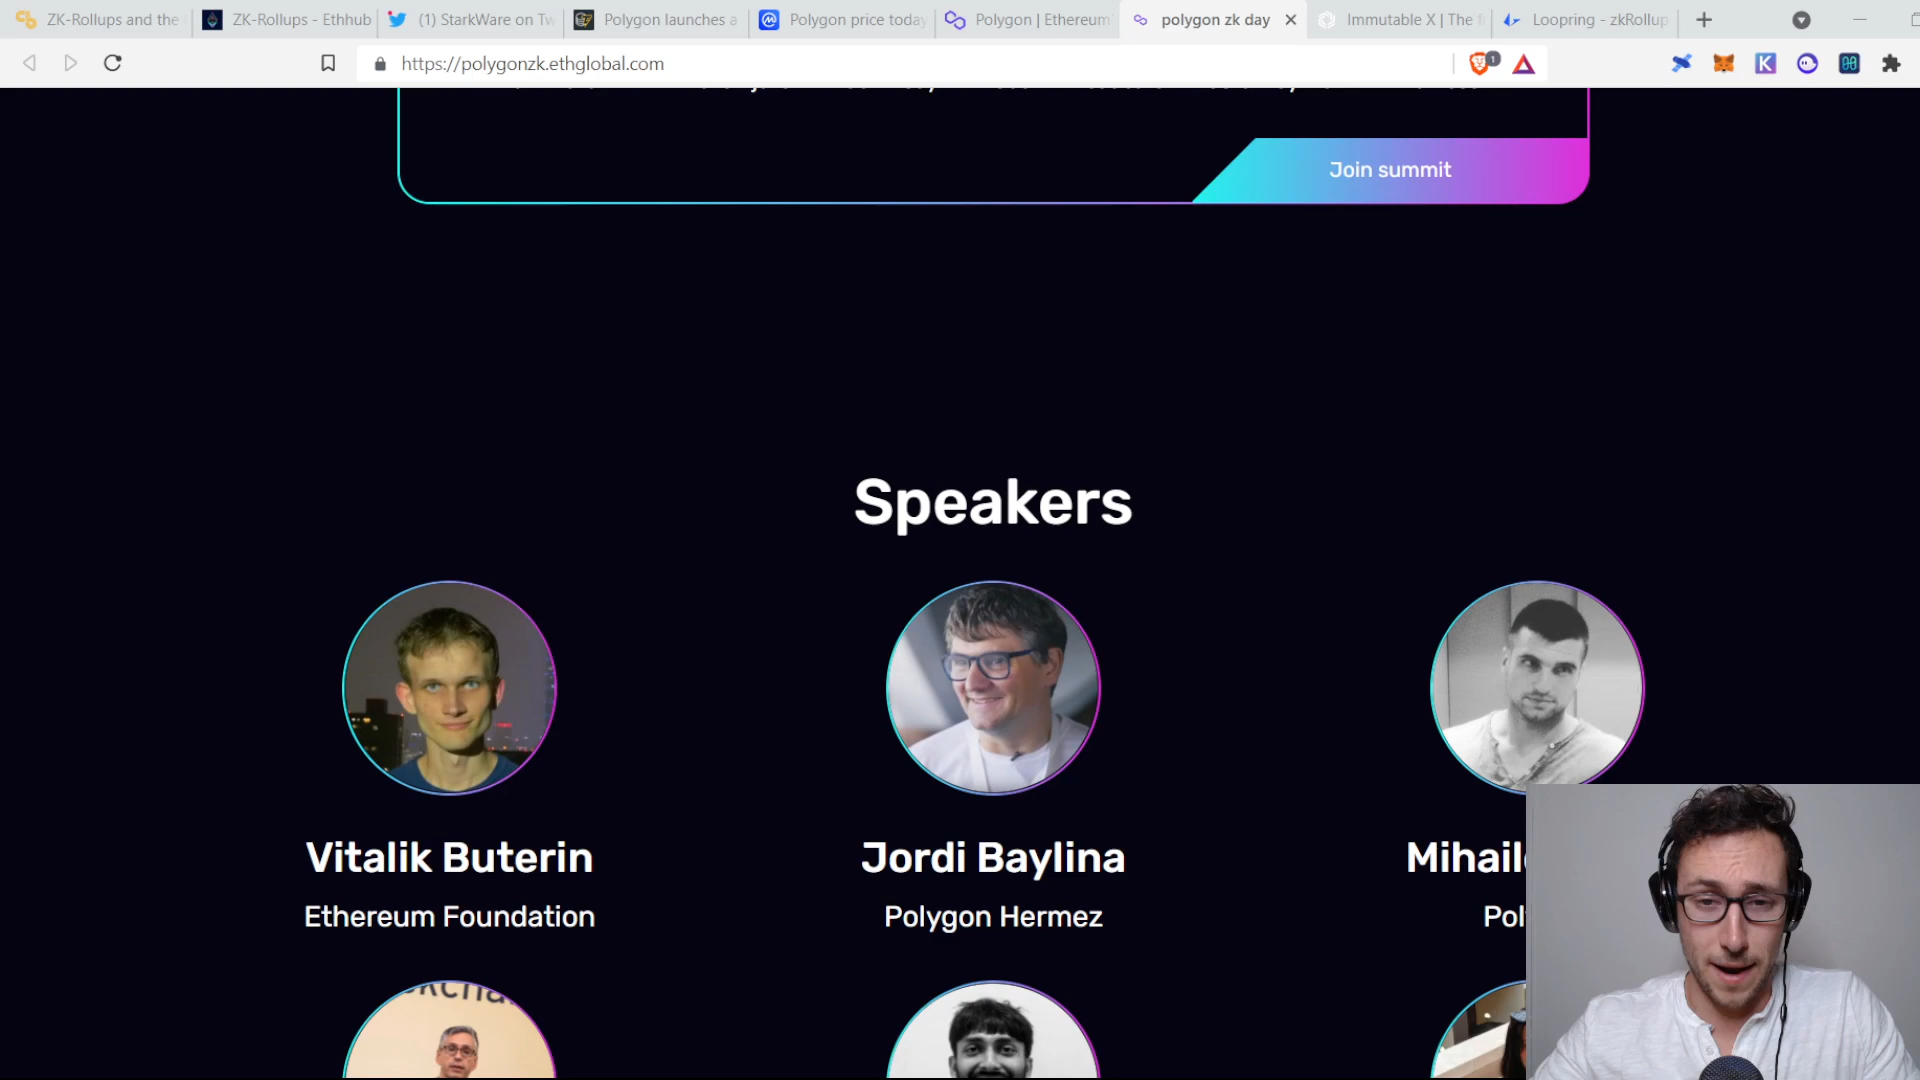 ZK-Rollups and the
ZK-Rollups - Ethhub
(1) StarkWare on Tw
Polygon launches a
Polygon price today
Polygon | Ethereum'
polygon zk day
Immutable X | The f
Loopring - zkRollup
https://polygonzk.ethglobal.com
1
K
Join summit
Speakers
Vitalik Buterin
Jordi Baylina
Mihail
Ethereum Foundation
Polygon Hermez
Pol